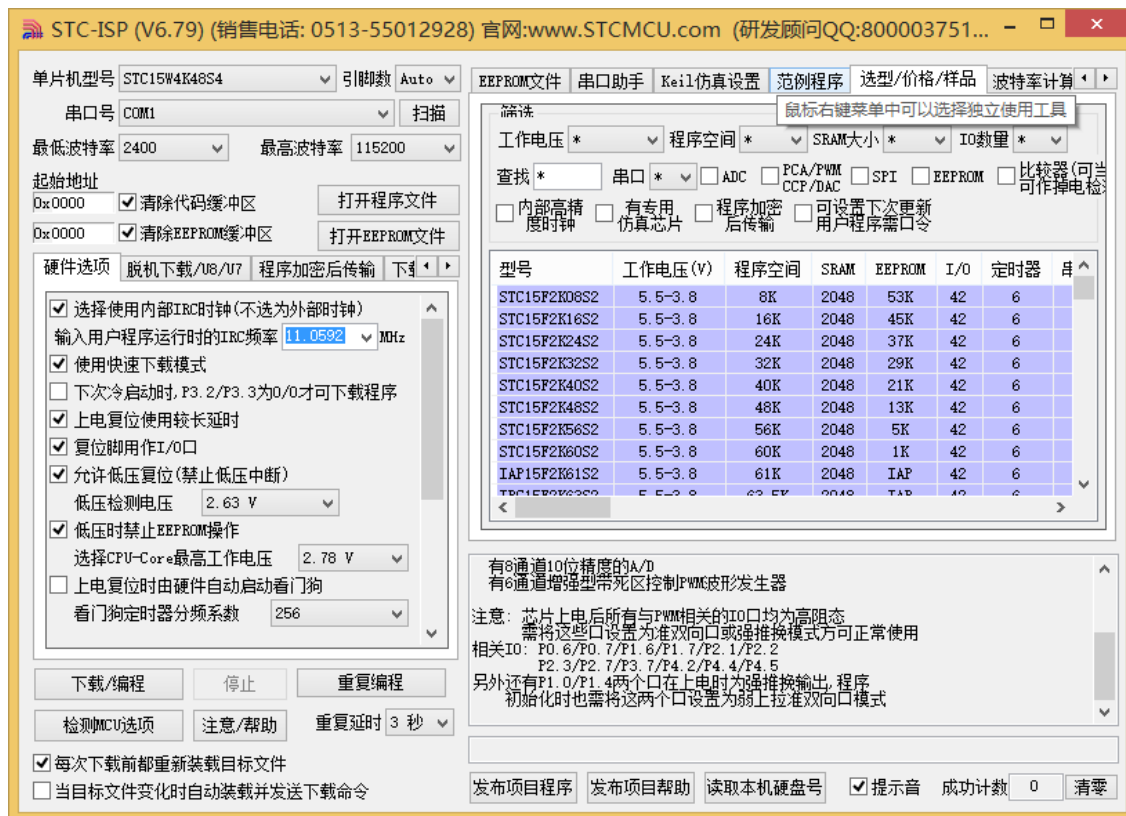 STC-ISP (V6.79) (销售电话: 0513-55012928) 官网:www.STCMCU.com (研发顾问QQ:800003751...
单片机型号 STC15W4K48S4 引脚数 Auto
串口号 COM1 扫描
最低波特率 2400 最高波特率 115200
起始地址
0x0000 清除代码缓冲区 打开程序文件
0x0000 清除EEPROM缓冲区 打开EEPROM文件
硬件选项 脱机下载/U8/U7 程序加密后传输
选择使用内部IRC时钟(不选为外部时钟)
输入用户程序运行时的IRC频率 11.0592 MHz
使用快速下载模式
下次冷启动时,P3.2/P3.3为0/0才可下载程序
上电复位使用较长延时
复位脚用作I/O口
允许低压复位(禁止低压中断)
低压检测电压 2.63 V
低压时禁止EEPROM操作
选择CPU-Core最高工作电压 2.78 V
上电复位时由硬件自动启动看门狗
看门狗定时器分频系数 256
下载/编程 停止 重复编程
检测MCU选项 注意/帮助 重复延时 3 秒
每次下载前都重新装载目标文件
当目标文件变化时自动装载并发送下载命令
EEPROM文件 串口助手 Keil仿真设置 范例程序 选型/价格/样品 波特率计算
鼠标右键菜单中可以选择独立使用工具
筛选
工作电压 * 程序空间 * SRAM大小 * IO数量 *
查找 * 串口 * ADC PCA/PWM CCP/DAC SPI EEPROM 比较器(可当 可作掉电检
内部高精度时钟 有专用仿真芯片 程序加密后传输 可设置下次更新用户程序需口令
型号 工作电压(V) 程序空间 SRAM EEPROM I/O 定时器 串
STC15F2K08S2 5.5-3.8 8K 2048 53K 42 6
STC15F2K16S2 5.5-3.8 16K 2048 45K 42 6
STC15F2K24S2 5.5-3.8 24K 2048 37K 42 6
STC15F2K32S2 5.5-3.8 32K 2048 29K 42 6
STC15F2K40S2 5.5-3.8 40K 2048 21K 42 6
STC15F2K48S2 5.5-3.8 48K 2048 13K 42 6
STC15F2K56S2 5.5-3.8 56K 2048 5K 42 6
STC15F2K60S2 5.5-3.8 60K 2048 1K 42 6
IAP15F2K61S2 5.5-3.8 61K 2048 IAP 42 6
有8通道10位精度的A/D
有6通道增强型带死区控制PWM波形发生器
注意: 芯片上电后所有与PWM相关的IO口均为高阻态
需将这些口设置为准双向口或强推换模式方可正常使用
相关IO: P0.6/P0.7/P1.6/P1.7/P2.1/P2.2
P2.3/P2.7/P3.7/P4.2/P4.4/P4.5
另外还有P1.0/P1.4两个口在上电时为强推换输出,程序
初始化时也需将这两个口设置为弱上拉准双向口模式
发布项目程序 发布项目帮助 读取本机硬盘号 提示音 成功计数 0 清零